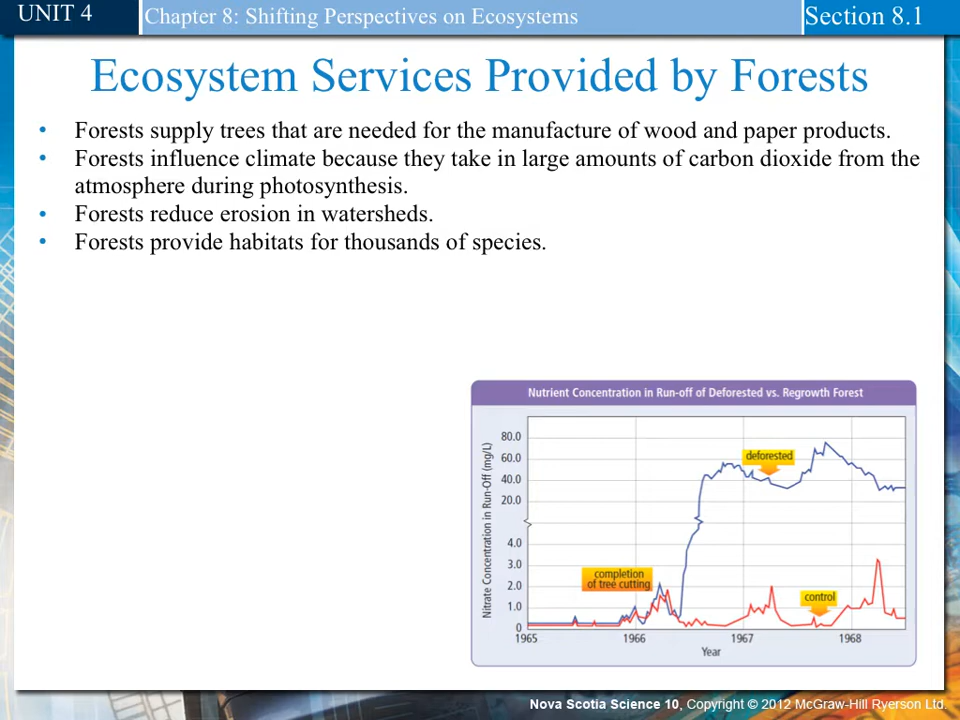 UNIT 4
Chapter 8: Shifting Perspectives on Ecosystems
Section 8.1
Ecosystem Services Provided by Forests
• Forests supply trees that are needed for the manufacture of wood and paper products.
• Forests influence climate because they take in large amounts of carbon dioxide from the
atmosphere during photosynthesis.
• Forests reduce erosion in watersheds.
• Forests provide habitats for thousands of species.
Nutrient Concentration in Run-off of Deforested vs. Regrowth Forest
Nitrate Concentration in Run-Off (mg/L)
80.0
60.0
40.0
20.0
4.0
3.0
2.0
1.0
0
deforested
completion
of tree cutting
control
1965 1966 1967 1968
Year
Nova Scotia Science 10, Copyright © 2012 McGraw-Hill Ryerson Ltd.